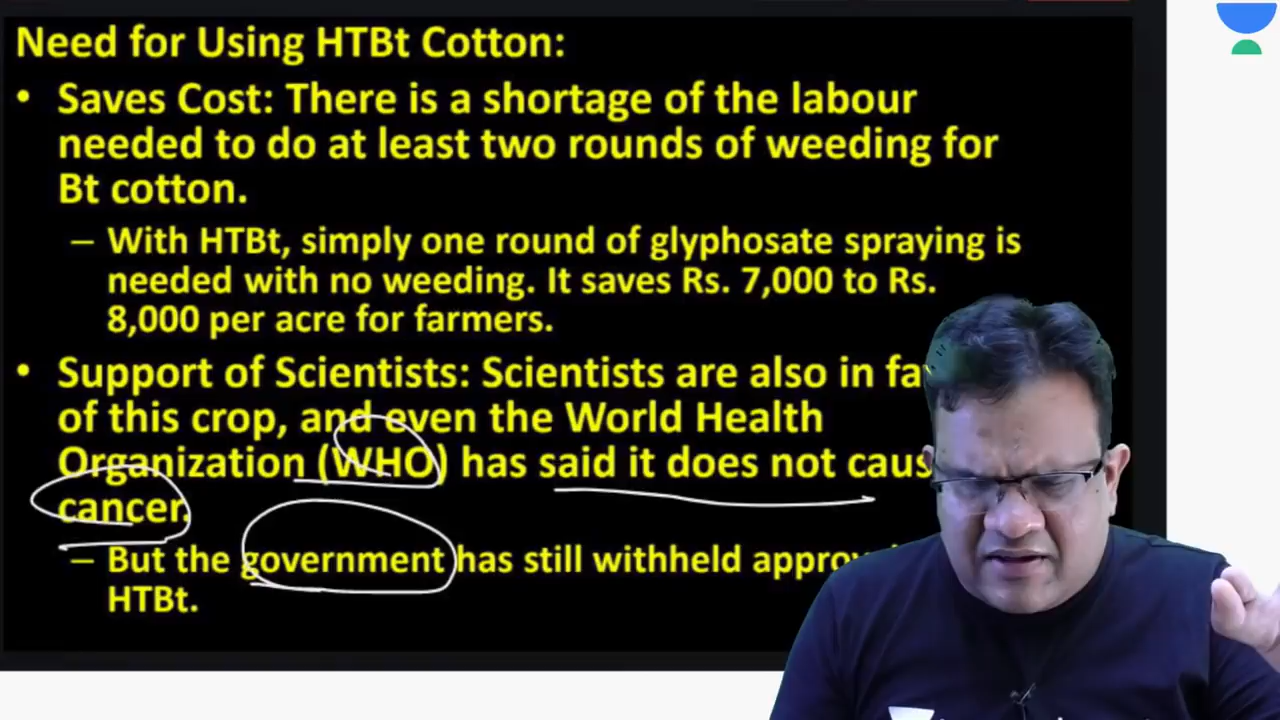 Need for Using HTBt Cotton:
• Saves Cost: There is a shortage of the labour
needed to do at least two rounds of weeding for
Bt cotton.
– With HTBt, simply one round of glyphosate spraying is
needed with no weeding. It saves Rs. 7,000 to Rs.
8,000 per acre for farmers.
• Support of Scientists: Scientists are also in
of this crop, and even the World Health
Organization (WHO) has said it does not
cancer.
– But the government has still withheld
HTBt.